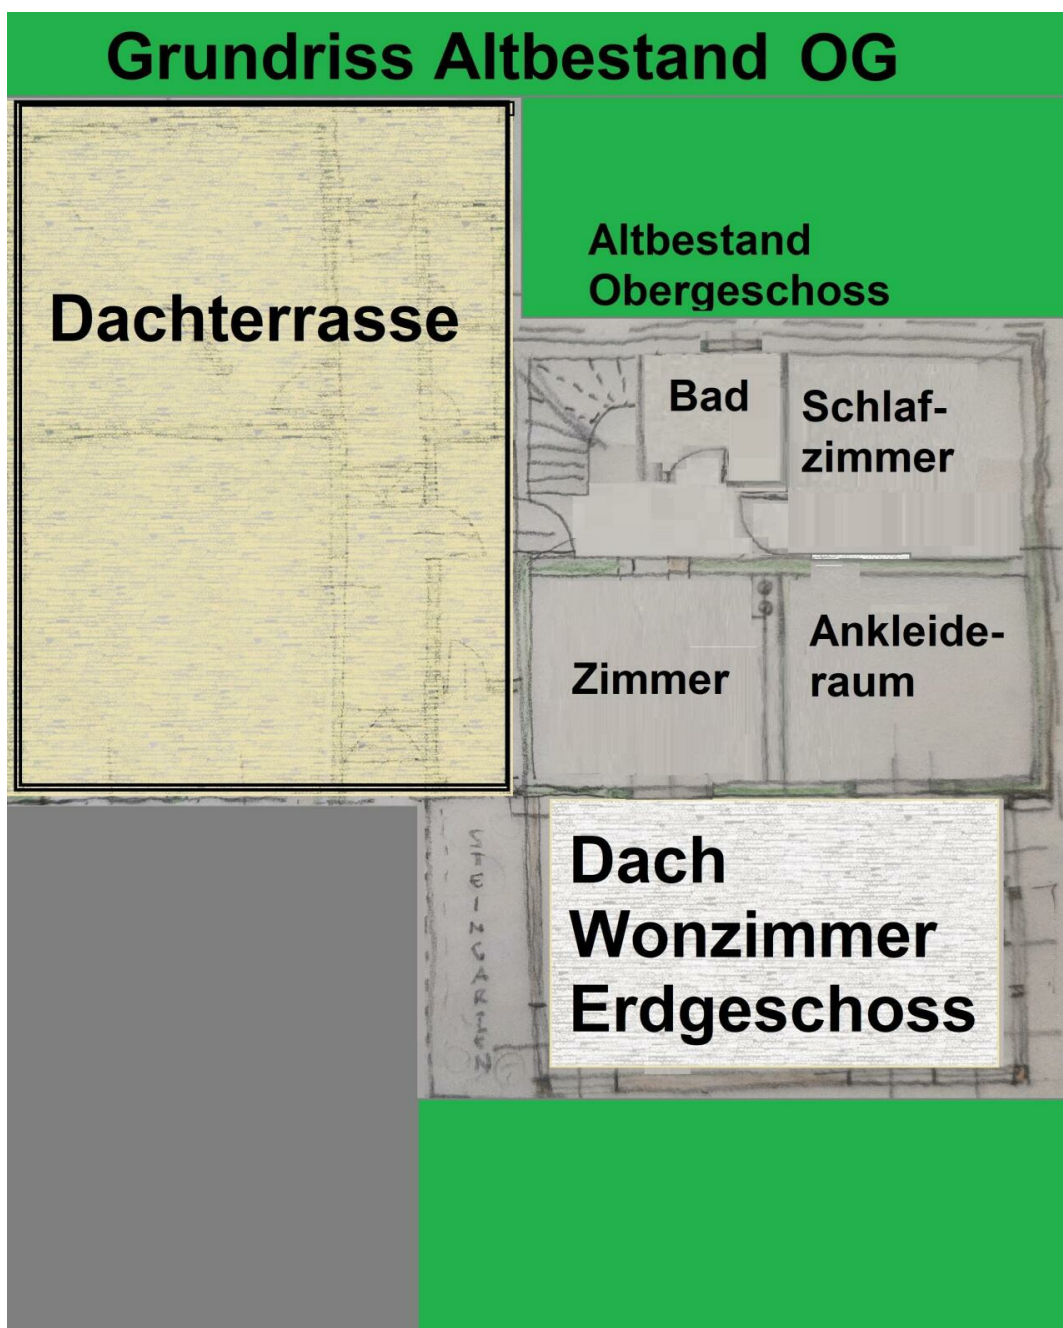 Grundriss Altbestand OG
Altbestand
Obergeschoss
Dachterrasse
Bad
Schlaf-
zimmer
Zimmer
Ankleide-
raum
STEINGARTEN
Dach
Wonzimmer
Erdgeschoss